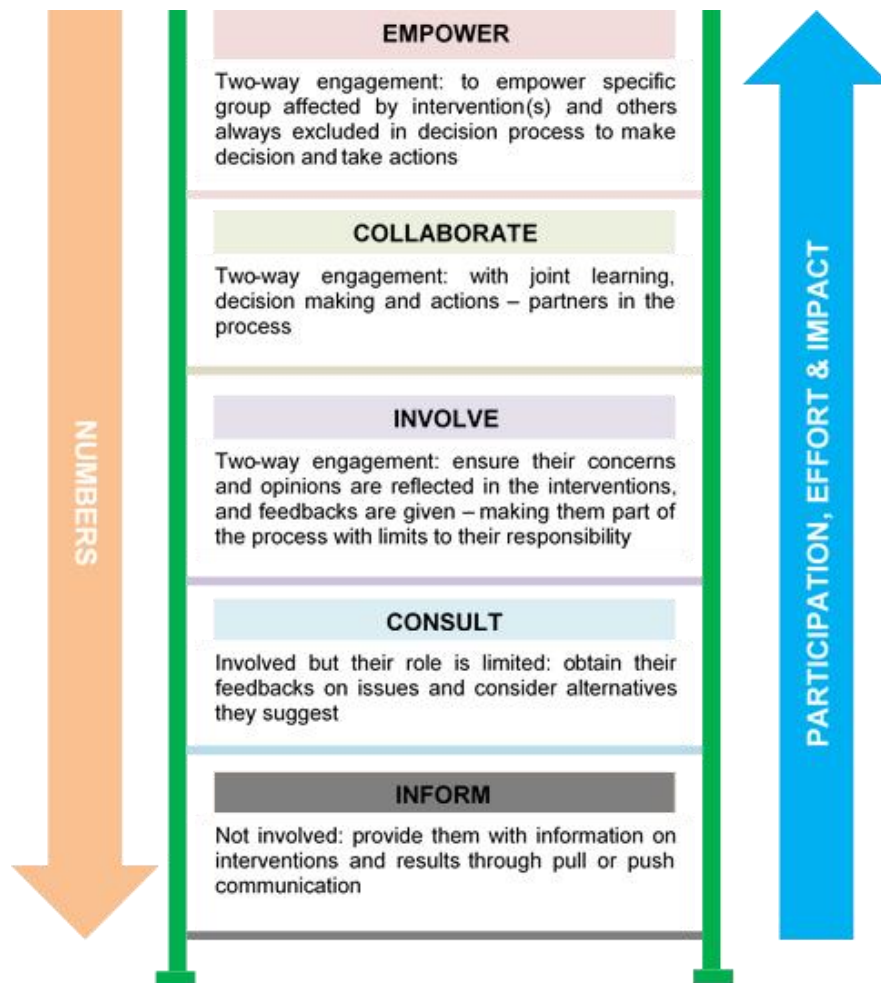 EMPOWER
Two-way engagement: to empower specific
group affected by intervention(s) and others
always excluded in decision process to make
decision and take actions
COLLABORATE
Two-way engagement: with joint learning,
decision making and actions – partners in the
process
INVOLVE
Two-way engagement: ensure their concerns
and opinions are reflected in the interventions,
and feedbacks are given – making them part of
the process with limits to their responsibility
CONSULT
Involved but their role is limited: obtain their
feedbacks on issues and consider alternatives
they suggest
INFORM
Not involved: provide them with information on
interventions and results through pull or push
communication
NUMBERS
PARTICIPATION, EFFORT & IMPACT